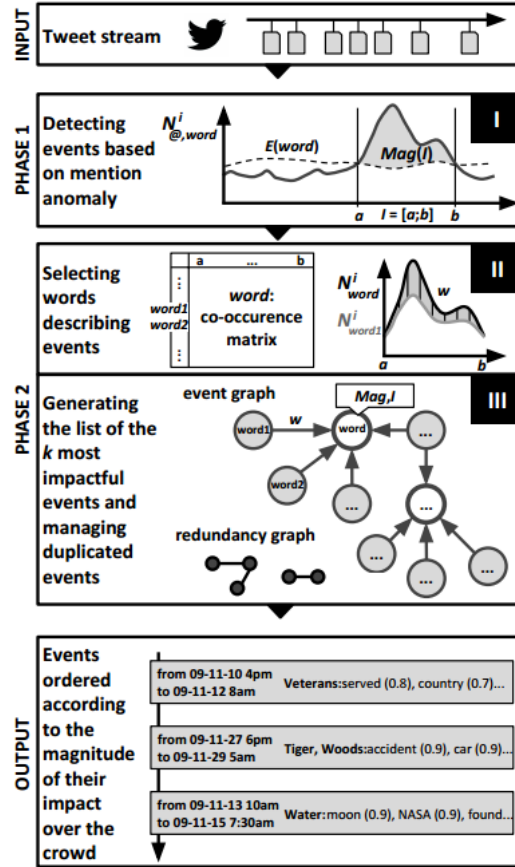 INPUT
Tweet stream
PHASE 1
I
Detecting
events based
on mention
anomaly
N^i_@,word
E(word)
Mag(I)
a I = [a;b] b
PHASE 2
II
Selecting
words
describing
events
a ... b
⋮
word1
word2
⋮
word:
co-occurence
matrix
N^i_word
w
N^i_word1
a b
III
Generating
the list of the
k most
impactful
events and
managing
duplicated
events
event graph
Mag,I
word1 w word ...
word2
...
...
... ... ...
redundancy graph
OUTPUT
Events
ordered
according
to the
magnitude
of their
impact
over the
crowd
from 09-11-10 4pm
to 09-11-12 8am
Veterans:served (0.8), country (0.7)...
from 09-11-27 6pm
to 09-11-29 5am
Tiger, Woods:accident (0.9), car (0.9)...
from 09-11-13 10am
to 09-11-15 7:30am
Water:moon (0.9), NASA (0.9), found...